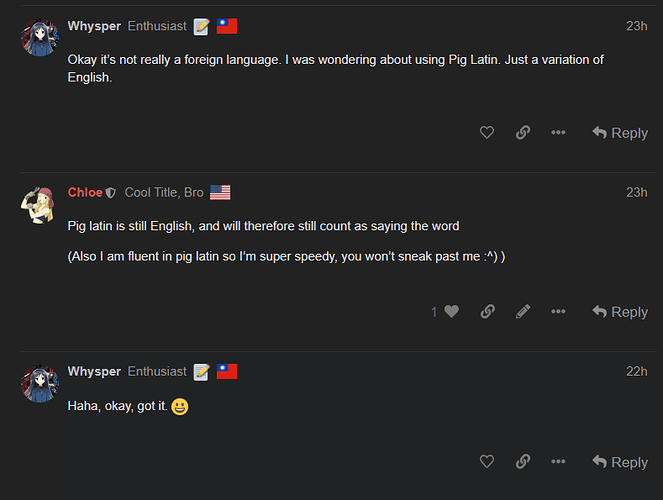 Whysper Enthusiast 23h
Okay it’s not really a foreign language. I was wondering about using Pig Latin. Just a variation of
English.
Reply
Chloe Cool Title, Bro 23h
Pig latin is still English, and will therefore still count as saying the word
(Also I am fluent in pig latin so I’m super speedy, you won’t sneak past me :^) )
1 Reply
Whysper Enthusiast 22h
Haha, okay, got it. 😀
Reply